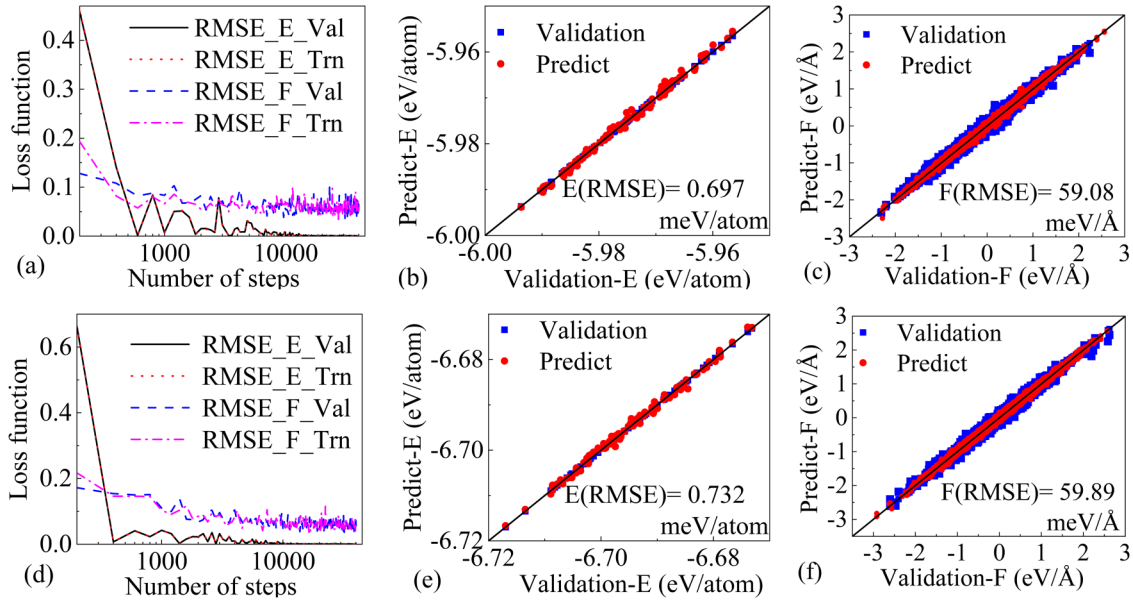 0.4
0.3
0.2
0.1
0.0
Loss function
RMSE_E_Val
RMSE_E_Trn
RMSE_F_Val
RMSE_F_Trn
1000
10000
Number of steps
(a)
-5.96
-5.98
-6.00
Predict-E (eV/atom)
Validation
Predict
E(RMSE)= 0.697
meV/atom
-6.00
-5.98
-5.96
Validation-E (eV/atom)
(b)
3
2
1
0
-1
-2
-3
Predict-F (eV/Å)
Validation
Predict
F(RMSE) = 59.08
meV/Å
-3
-2
-1
0
1
2
3
Validation-F (eV/Å)
(c)
0.6
0.4
0.2
0.0
Loss function
RMSE_E_Val
RMSE_E_Trn
RMSE_F_Val
RMSE_F_Trn
1000
10000
Number of steps
(d)
-6.68
-6.70
-6.72
Predict-E (eV/atom)
Validation
Predict
E(RMSE)= 0.732
meV/atom
-6.72
-6.70
-6.68
Validation-E (eV/atom)
(e)
3
2
1
0
-1
-2
-3
Predict-F (eV/Å)
Validation
Predict
F(RMSE)= 59.89
meV/Å
-3
-2
-1
0
1
2
3
Validation-F (eV/Å)
(f)